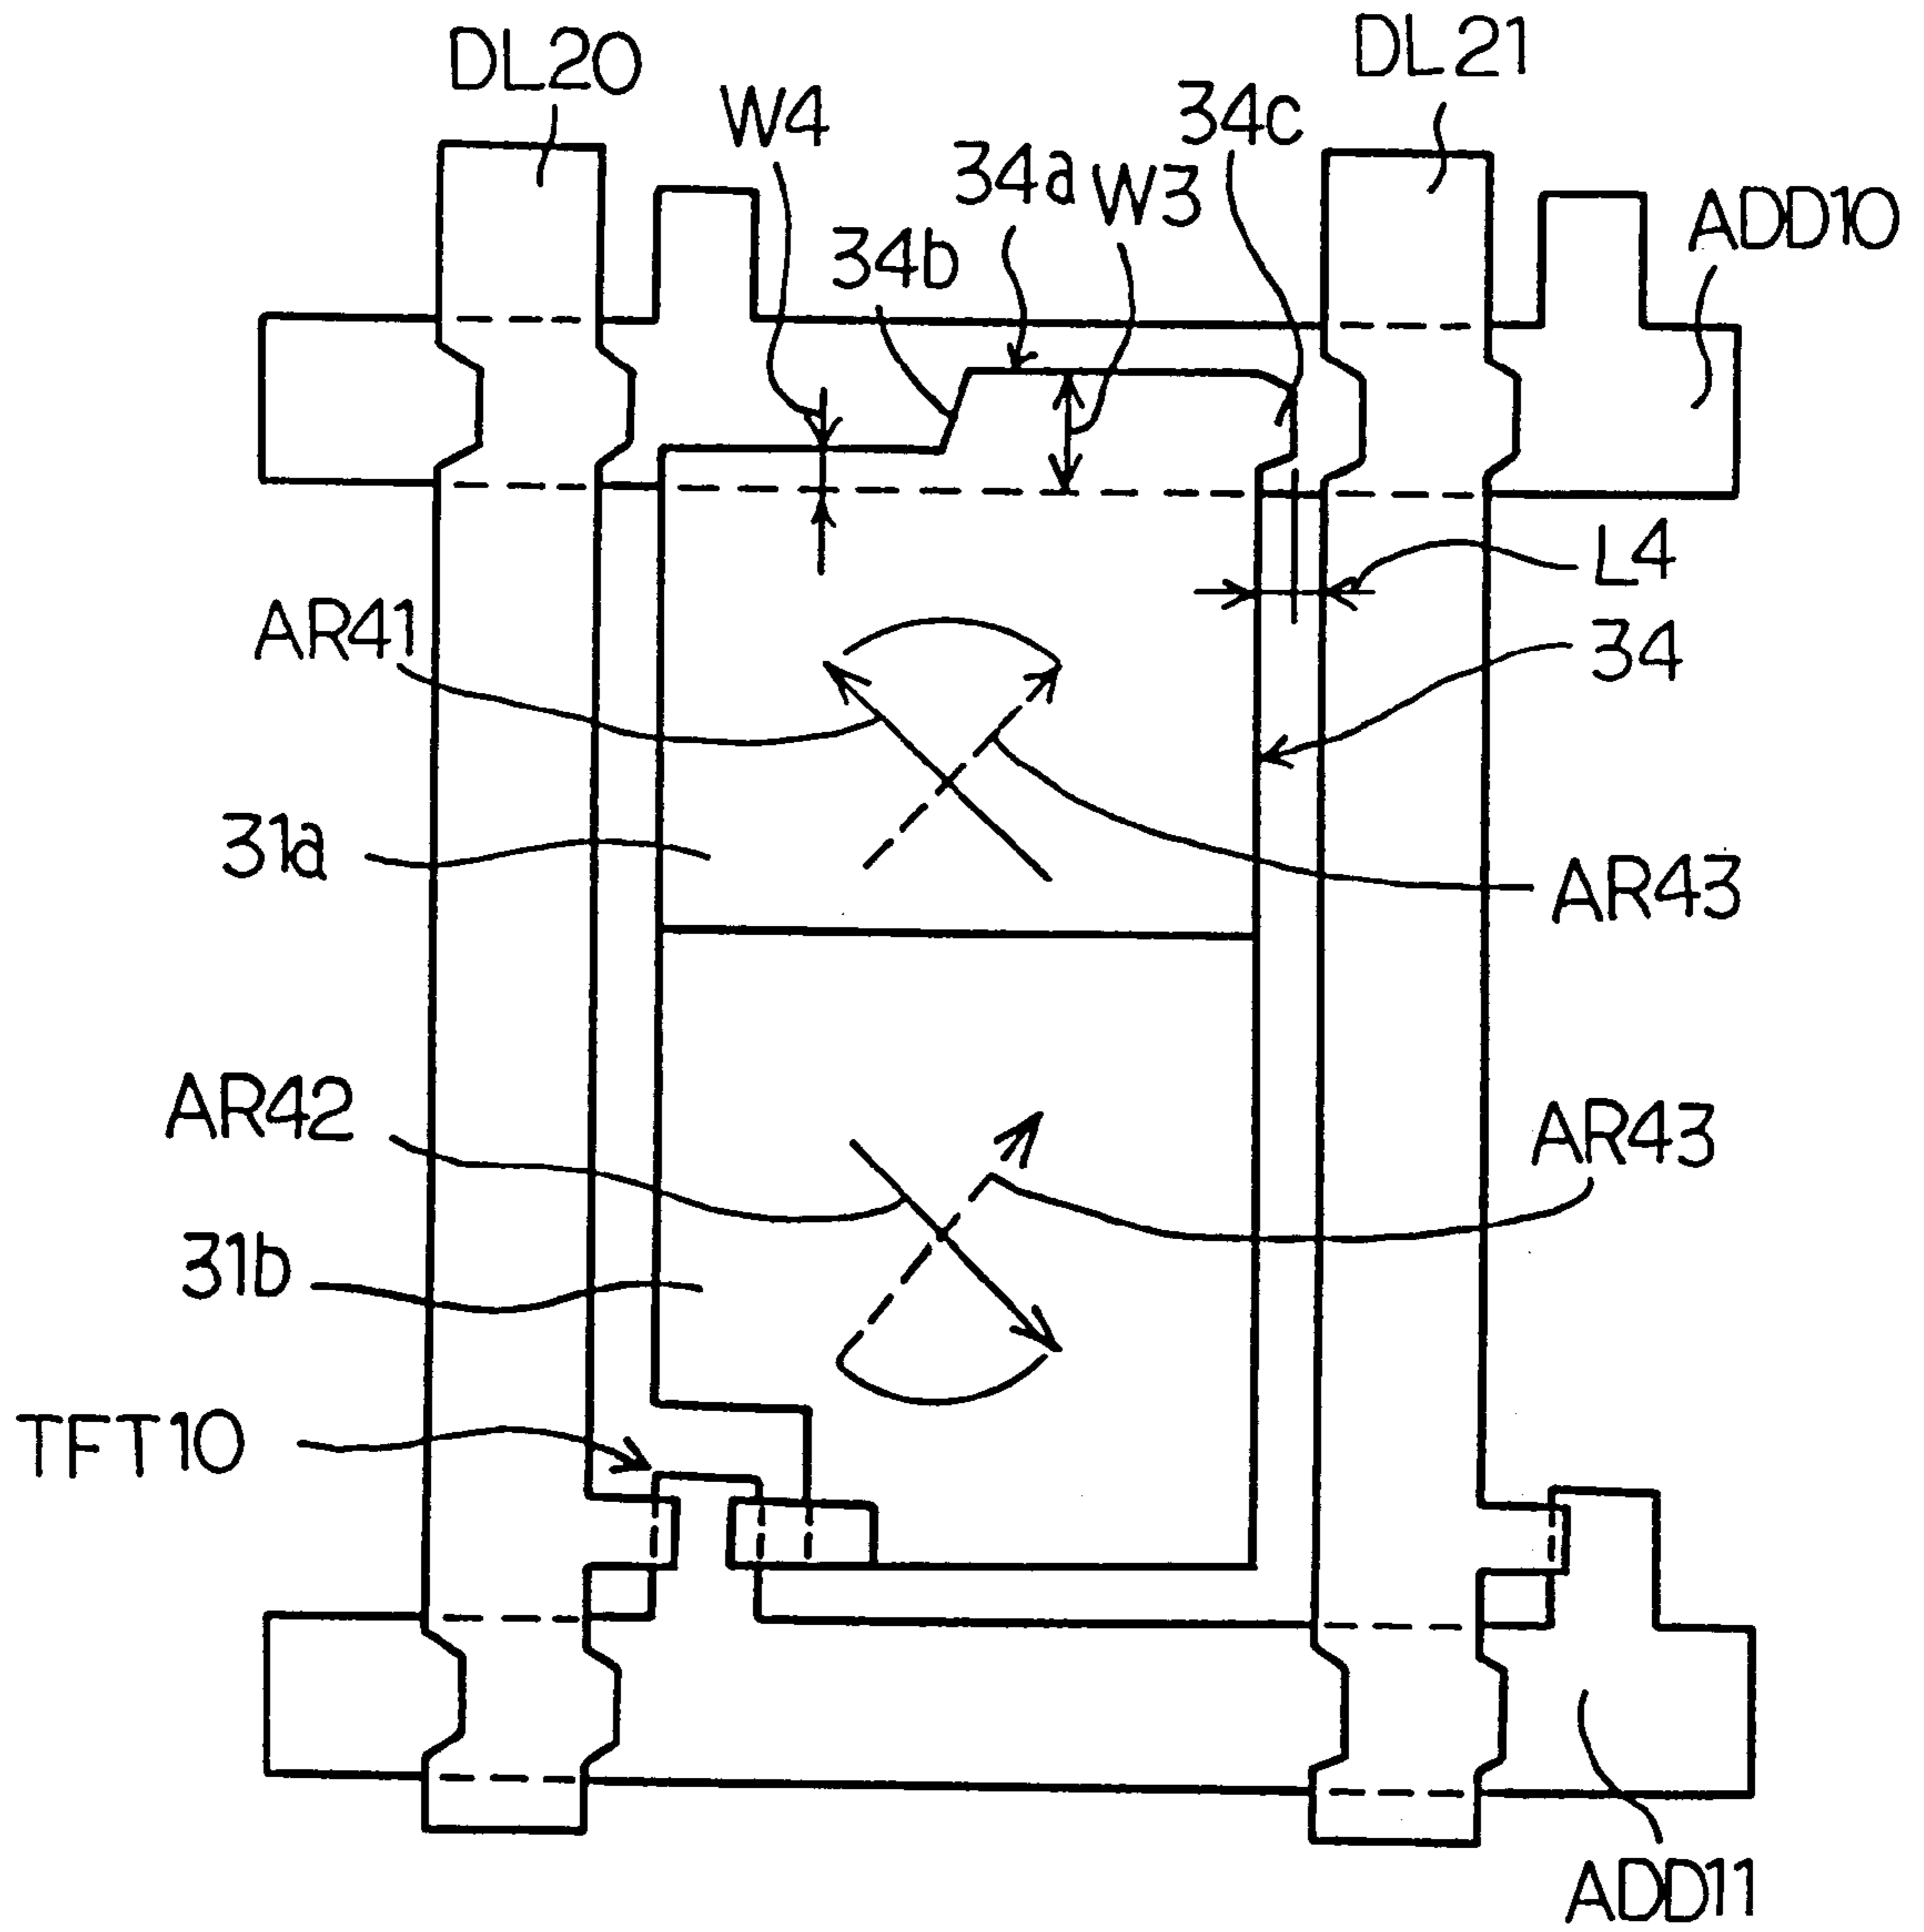 DL20
DL21
W4
34c
34a
W3
ADD10
34b
L4
AR41
34
31a
AR43
AR42
AR43
31b
TFT10
ADD11